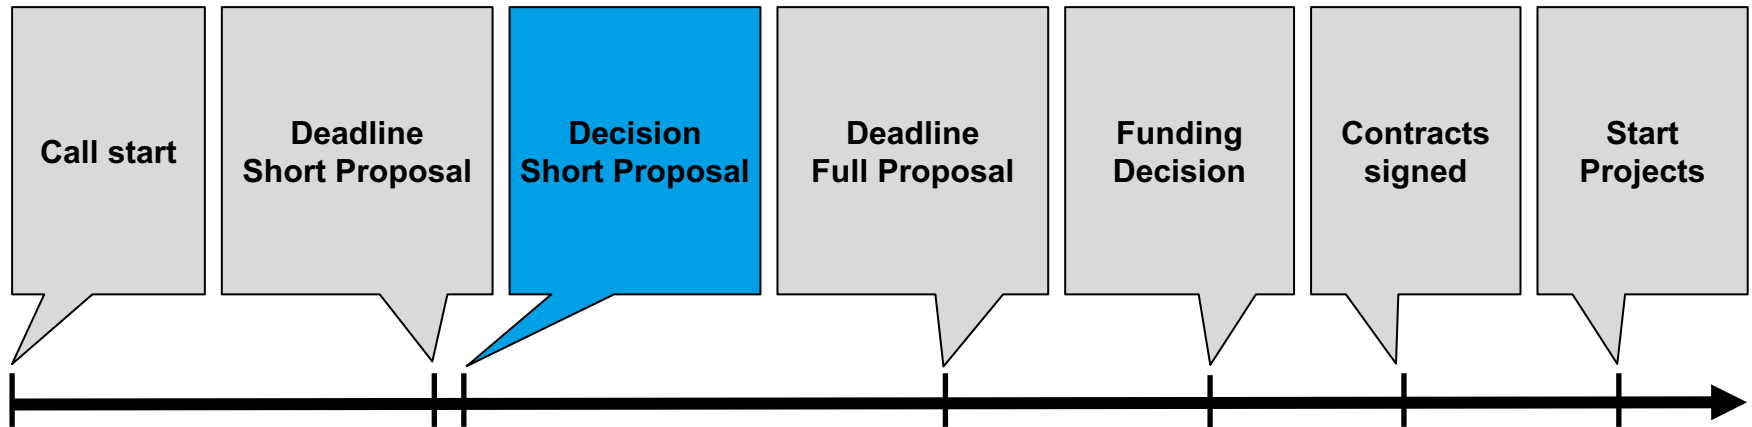 Call start
Deadline
Short Proposal
Decision
Short Proposal
Deadline
Full Proposal
Funding
Decision
Contracts
signed
Start
Projects